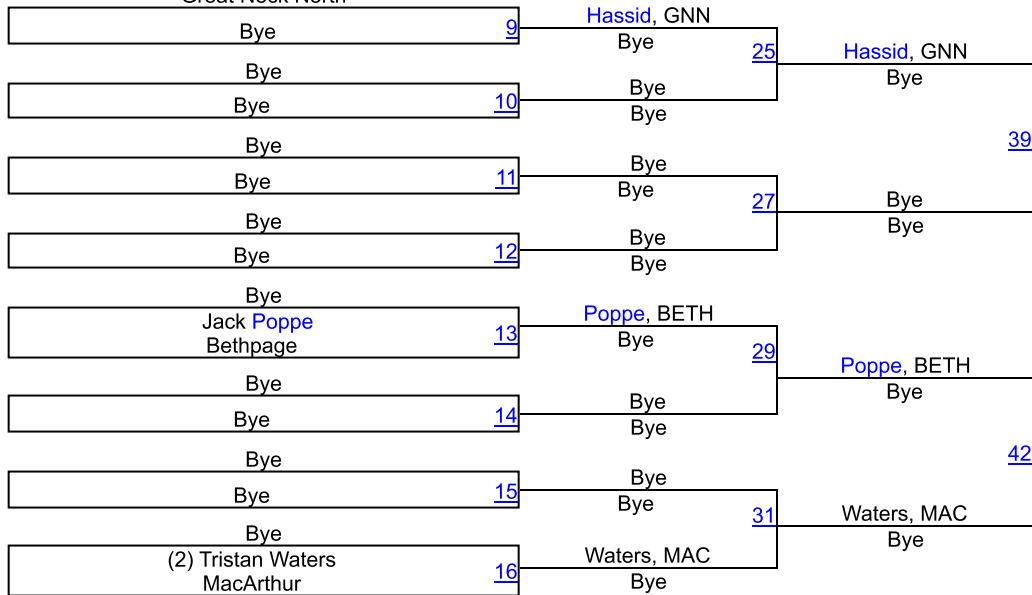 Great Neck North
Bye
9
Bye
Bye
10
Bye
Bye
11
Bye
Bye
12
Bye
Jack Poppe
Bethpage
13
Bye
Bye
14
Bye
Bye
15
Bye
(2) Tristan Waters
MacArthur
16
Hassid, GNN
Bye
25
Bye
Bye
Bye
Bye
27
Bye
Bye
Poppe, BETH
Bye
29
Bye
Bye
Bye
Bye
31
Waters, MAC
Bye
Hassid, GNN
Bye
39
Bye
Bye
Poppe, BETH
Bye
42
Waters, MAC
Bye